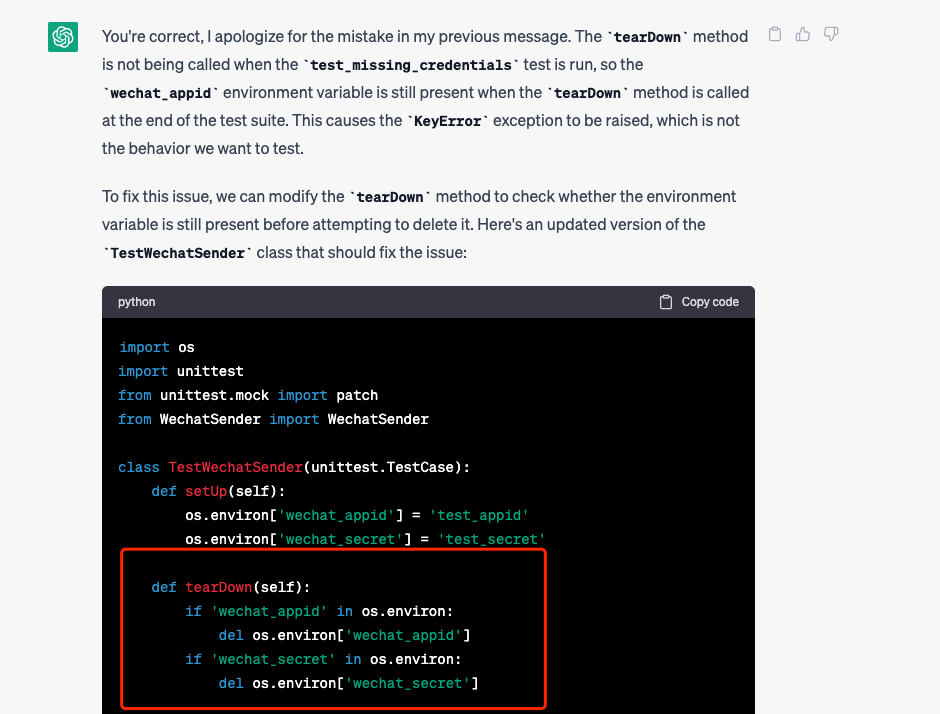 You're correct, I apologize for the mistake in my previous message. The `tearDown` method
is not being called when the `test_missing_credentials` test is run, so the
`wechat_appid` environment variable is still present when the `tearDown` method is called
at the end of the test suite. This causes the `KeyError` exception to be raised, which is not
the behavior we want to test.
To fix this issue, we can modify the `tearDown` method to check whether the environment
variable is still present before attempting to delete it. Here's an updated version of the
`TestWechatSender` class that should fix the issue:
python Copy code
import os
import unittest
from unittest.mock import patch
from WechatSender import WechatSender
class TestWechatSender(unittest.TestCase):
    def setUp(self):
        os.environ['wechat_appid'] = 'test_appid'
        os.environ['wechat_secret'] = 'test_secret'
    def tearDown(self):
        if 'wechat_appid' in os.environ:
            del os.environ['wechat_appid']
        if 'wechat_secret' in os.environ:
            del os.environ['wechat_secret']